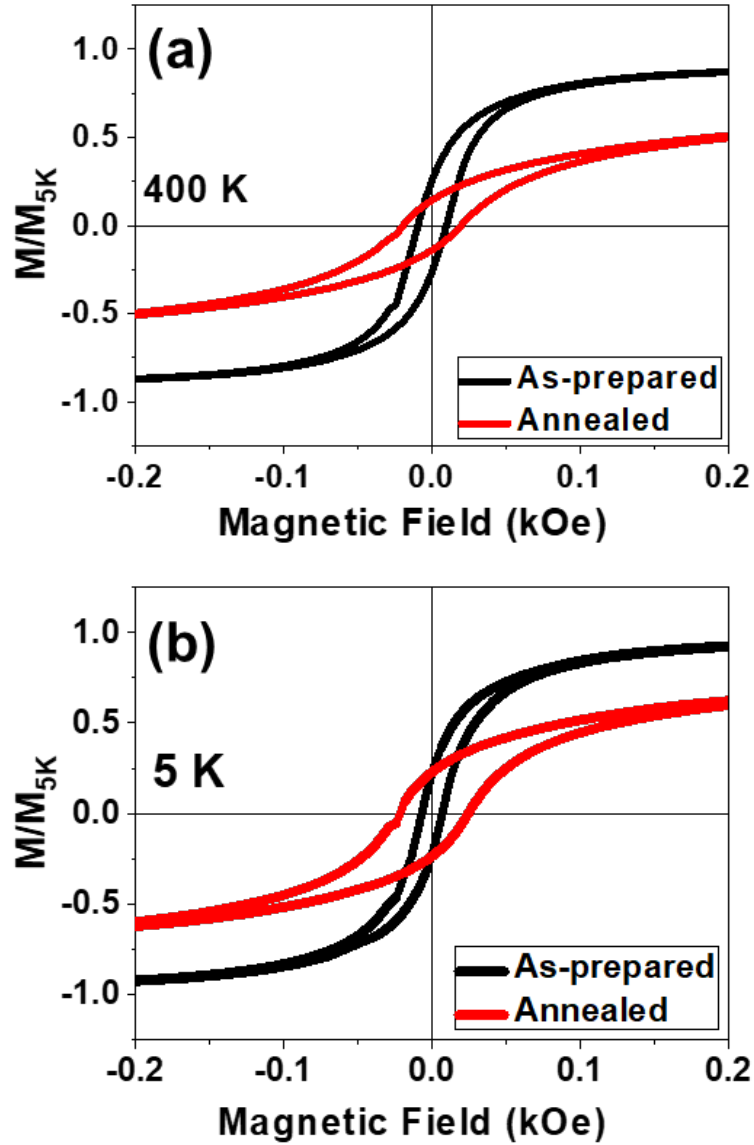 (a)
400 K
M/M5K
1.0
0.5
0.0
-0.5
-1.0
As-prepared
Annealed
-0.2 -0.1 0.0 0.1 0.2
Magnetic Field (kOe)
(b)
5 K
M/M5K
1.0
0.5
0.0
-0.5
-1.0
As-prepared
Annealed
-0.2 -0.1 0.0 0.1 0.2
Magnetic Field (kOe)